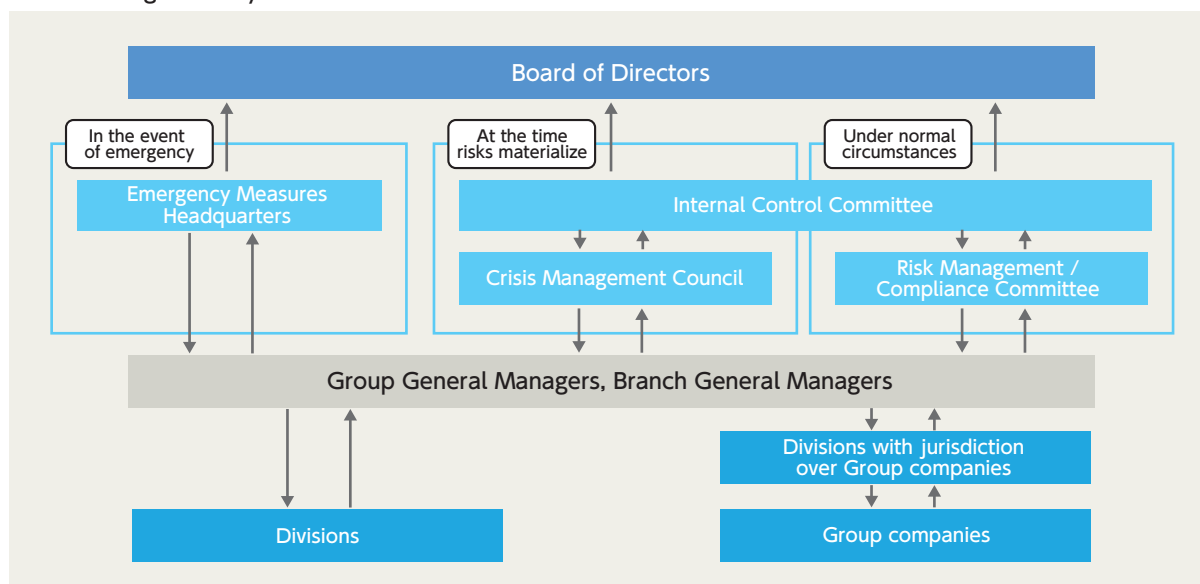 Board of Directors
In the event
of emergency
At the time
risks materialize
Under normal
circumstances
Emergency Measures
Headquarters
Internal Control Committee
Crisis Management Council
Risk Management /
Compliance Committee
Group General Managers, Branch General Managers
Divisions with jurisdiction
over Group companies
Divisions
Group companies